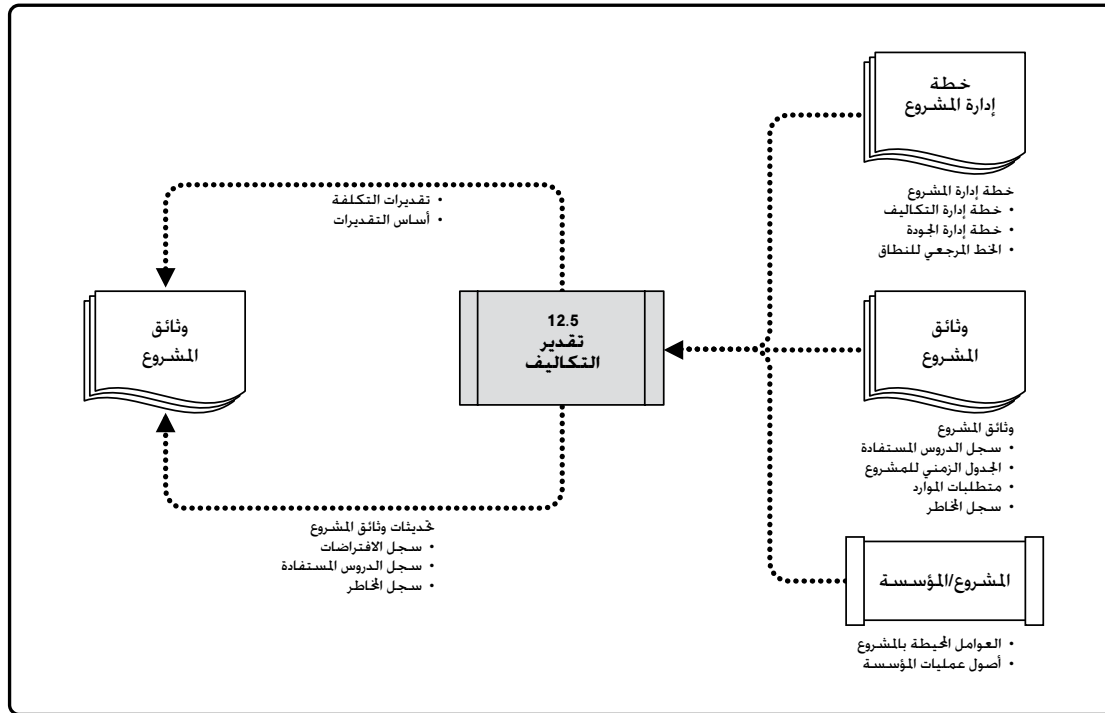 خطة
إدارة المشروع
خطة إدارة المشروع
• خطة إدارة التكاليف
• خطة إدارة الجودة
• الخط المرجعي للنطاق
وثائق
المشروع
وثائق المشروع
• سجل الدروس المستفادة
• الجدول الزمني للمشروع
• متطلبات الموارد
• سجل المخاطر
المشروع/المؤسسة
• العوامل المحيطة بالمشروع
• أصول عمليات المؤسسة
12.5
تقدير
التكاليف
• تقديرات التكلفة
• أساس التقديرات
وثائق
المشروع
تحديثات وثائق المشروع
• سجل الافتراضات
• سجل الدروس المستفادة
• سجل المخاطر